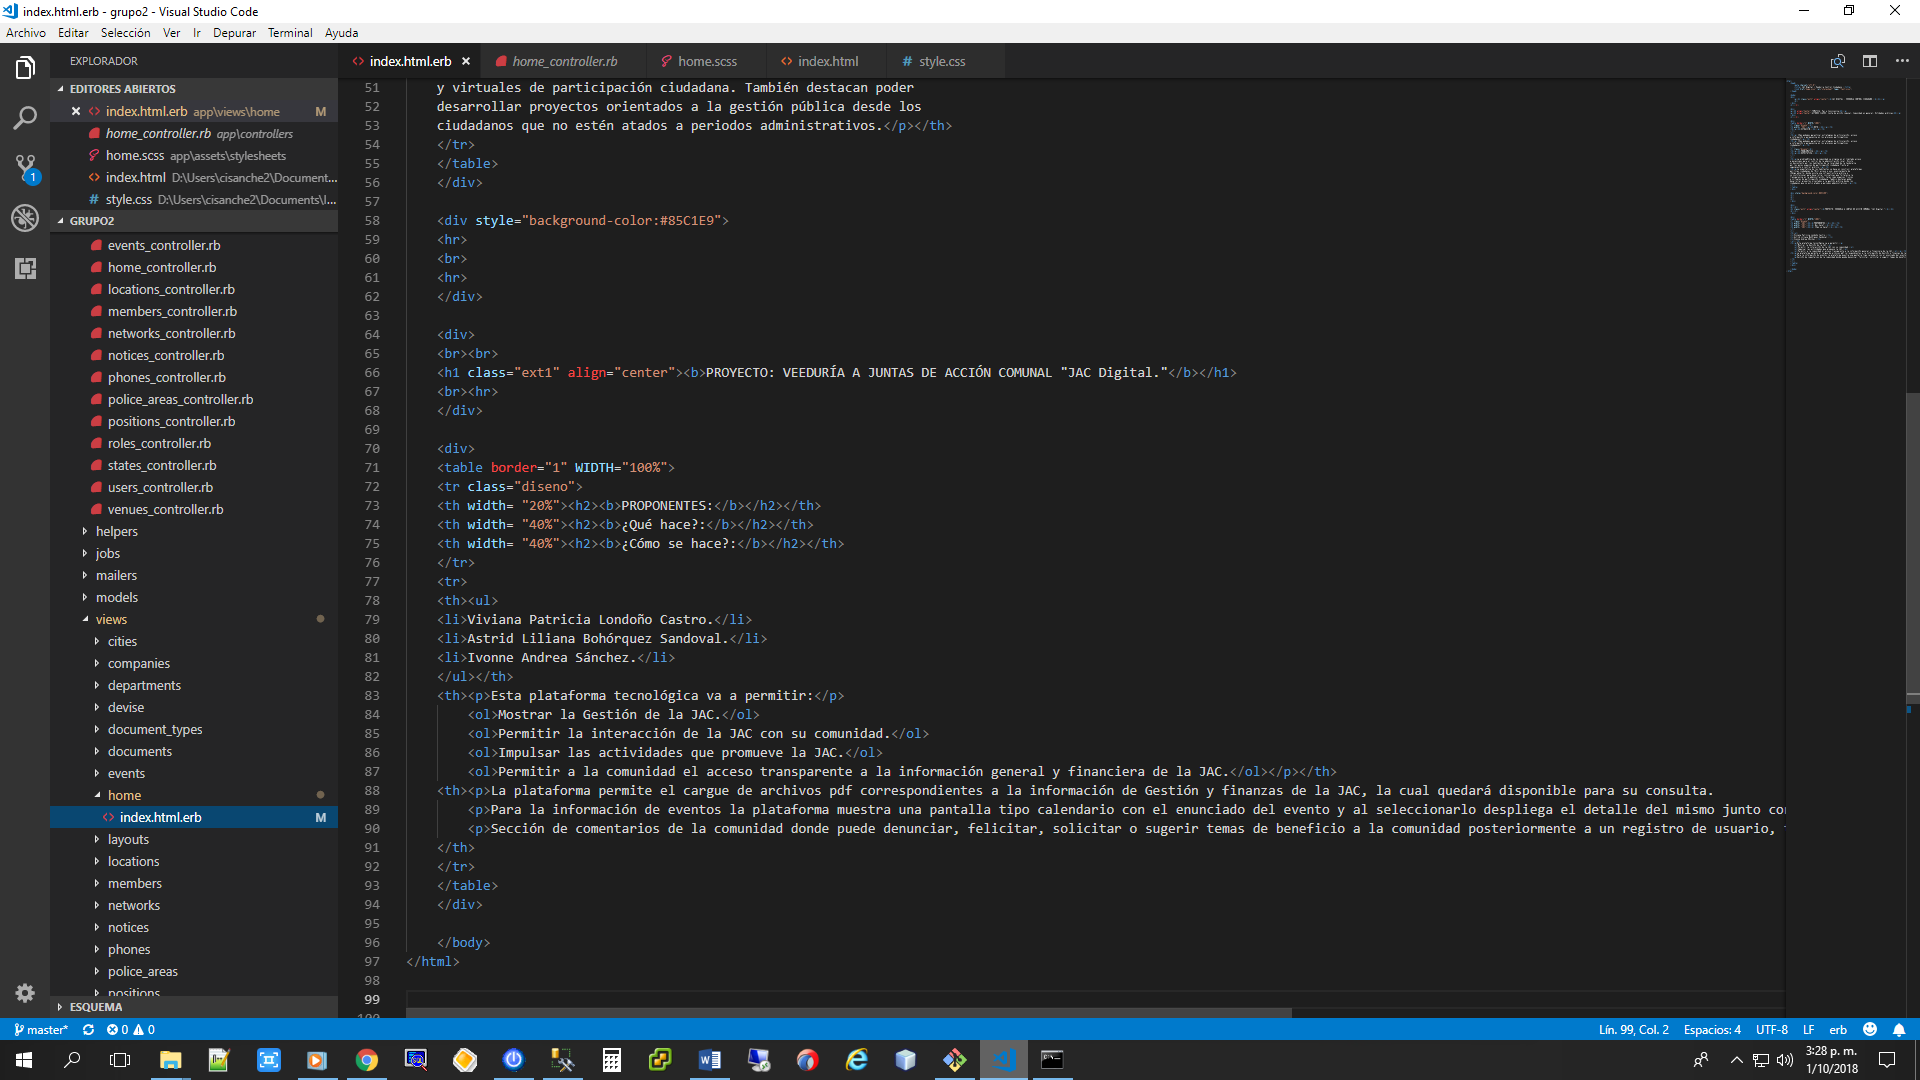 index.html.erb - grupo2 - Visual Studio Code
Archivo Editar Selección Ver Ir Depurar Terminal Ayuda
EXPLORADOR
EDITORES ABIERTOS
index.html.erb app\views\home M
home_controller.rb app\controllers
home.scss app\assets\stylesheets
index.html D:\Users\cisanche2\Document...
style.css D:\Users\cisanche2\Documents\I...
GRUPO2
events_controller.rb
home_controller.rb
locations_controller.rb
members_controller.rb
networks_controller.rb
notices_controller.rb
phones_controller.rb
police_areas_controller.rb
positions_controller.rb
roles_controller.rb
states_controller.rb
users_controller.rb
venues_controller.rb
helpers
jobs
mailers
models
views
cities
companies
departments
devise
document_types
documents
events
home
index.html.erb M
layouts
locations
members
networks
notices
phones
police_areas
positions
ESQUEMA
index.html.erb home_controller.rb home.scss index.html style.css
51 y virtuales de participación ciudadana. También destacan poder
52 desarrollar proyectos orientados a la gestión pública desde los
53 ciudadanos que no estén atados a periodos administrativos.</p></th>
54 </tr>
55 </table>
56 </div>
57
58 <div style="background-color:#85C1E9">
59 <hr>
60 <br>
61 <hr>
62 </div>
63
64 <div>
65 <br><br>
66 <h1 class="ext1" align="center"><b>PROYECTO: VEEDURÍA A JUNTAS DE ACCIÓN COMUNAL "JAC Digital."</b></h1>
67 <br><hr>
68 </div>
69
70 <div>
71 <table border="1" WIDTH="100%">
72 <tr class="diseno">
73 <th width= "20%"><h2><b>PROPONENTES:</b></h2></th>
74 <th width= "40%"><h2><b>¿Qué hace?:</b></h2></th>
75 <th width= "40%"><h2><b>¿Cómo se hace?:</b></h2></th>
76 </tr>
77 <tr>
78 <th><ul>
79 <li>Viviana Patricia Londoño Castro.</li>
80 <li>Astrid Liliana Bohórquez Sandoval.</li>
81 <li>Ivonne Andrea Sánchez.</li>
82 </ul></th>
83 <th><p>Esta plataforma tecnológica va a permitir:</p>
84 <ol>Mostrar la Gestión de la JAC.</ol>
85 <ol>Permitir la interacción de la JAC con su comunidad.</ol>
86 <ol>Impulsar las actividades que promueve la JAC.</ol>
87 <ol>Permitir a la comunidad el acceso transparente a la información general y financiera de la JAC.</ol></p></th>
88 <th><p>La plataforma permite el cargue de archivos pdf correspondientes a la información de Gestión y finanzas de la JAC, la cual quedará disponible para su consulta.
89 <p>Para la información de eventos la plataforma muestra una pantalla tipo calendario con el enunciado del evento y al seleccionarlo despliega el detalle del mismo junto co
90 <p>Sección de comentarios de la comunidad donde puede denunciar, felicitar, solicitar o sugerir temas de beneficio a la comunidad posteriormente a un registro de usuario,
91 </th>
92 </tr>
93 </table>
94 </div>
95
96 </body>
97 </html>
98
99
100
1
master* 0 0 Lín. 99, Col. 2 Espacios: 4 UTF-8 LF erb
3:28 p. m.
1/10/2018